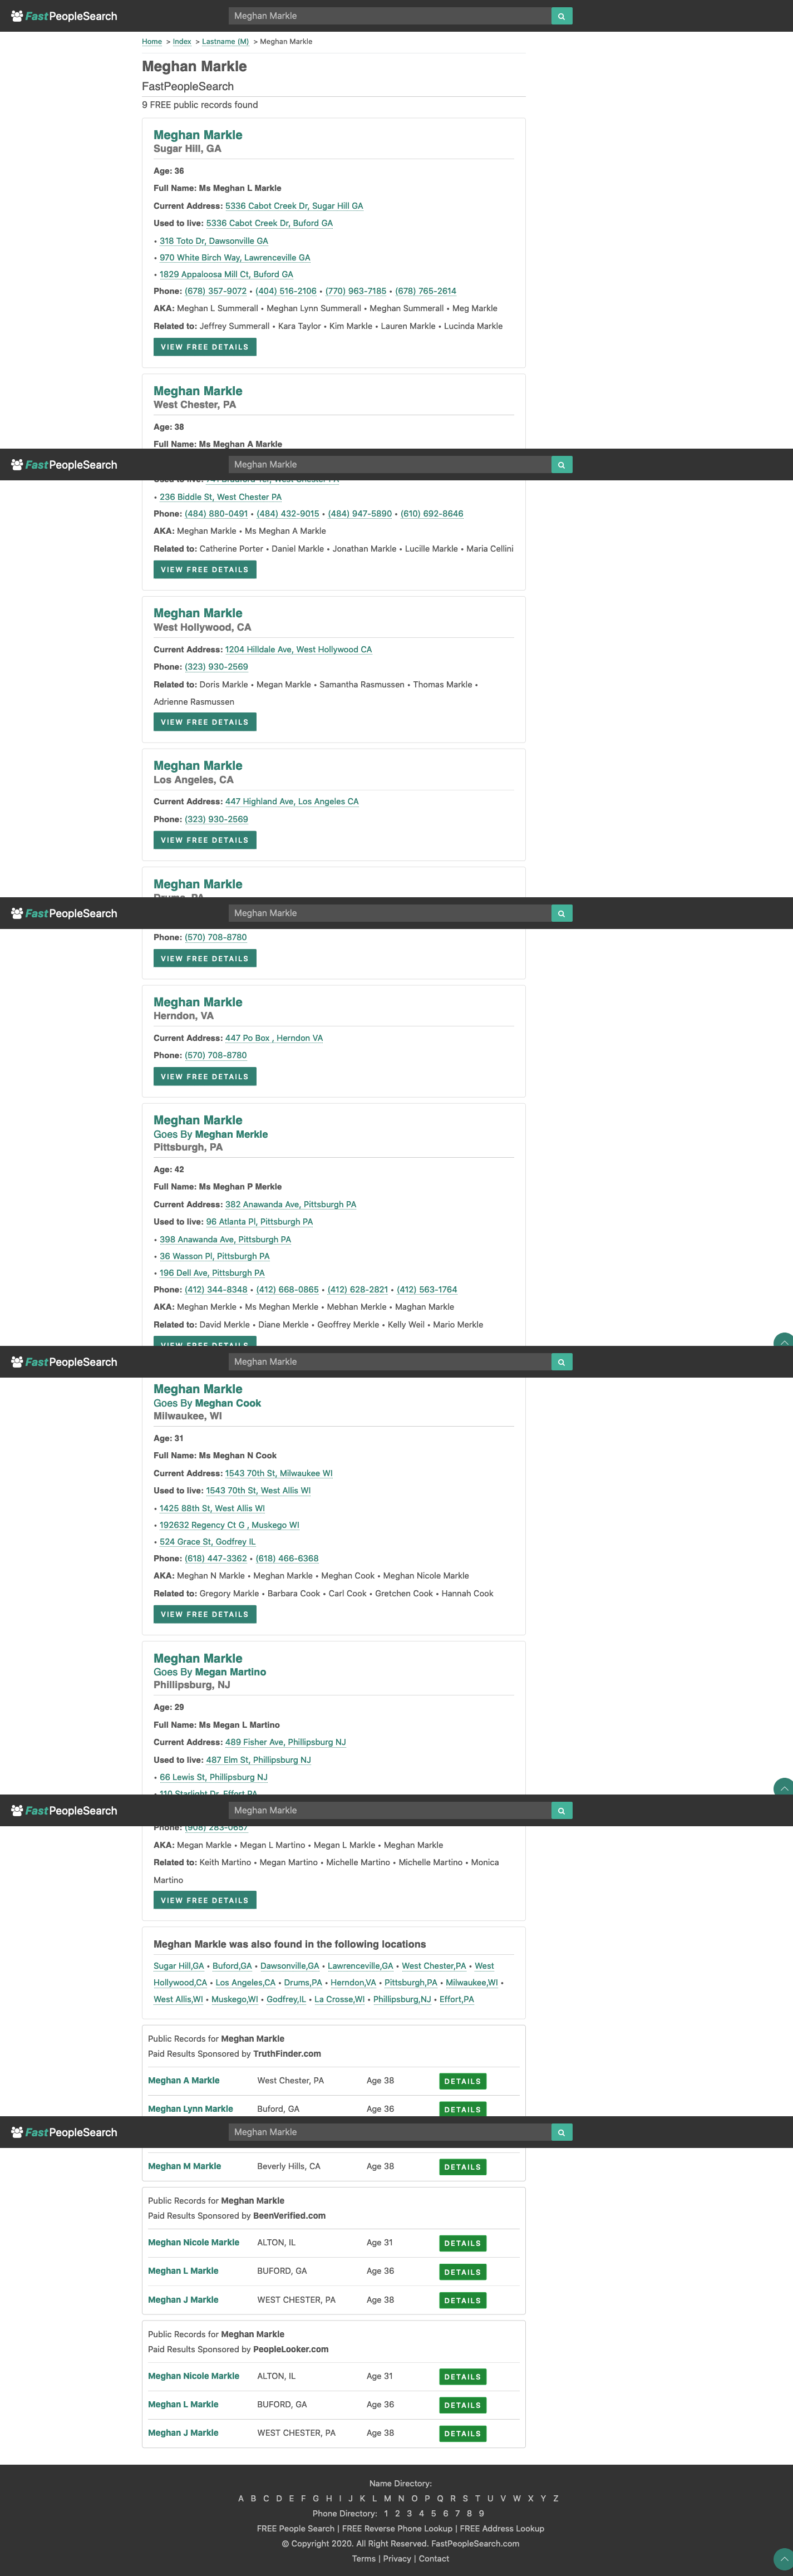 FastPeopleSearch
Meghan Markle
Home > Index > Lastname (M) > Meghan Markle
Meghan Markle
FastPeopleSearch
9 FREE public records found
Meghan Markle
Sugar Hill, GA
Age: 36
Full Name: Ms Meghan L Markle
Current Address: 5336 Cabot Creek Dr, Sugar Hill GA
Used to live: 5336 Cabot Creek Dr, Buford GA
• 318 Toto Dr, Dawsonville GA
• 970 White Birch Way, Lawrenceville GA
• 1829 Appaloosa Mill Ct, Buford GA
Phone: (678) 357-9072 • (404) 516-2106 • (770) 963-7185 • (678) 765-2614
AKA: Meghan L Summerall • Meghan Lynn Summerall • Meghan Summerall • Meg Markle
Related to: Jeffrey Summerall • Kara Taylor • Kim Markle • Lauren Markle • Lucinda Markle
VIEW FREE DETAILS
Meghan Markle
West Chester, PA
Age: 38
Full Name: Ms Meghan A Markle
FastPeopleSearch
Meghan Markle
• 236 Biddle St, West Chester PA
Phone: (484) 880-0491 • (484) 432-9015 • (484) 947-5890 • (610) 692-8646
AKA: Meghan Markle • Ms Meghan A Markle
Related to: Catherine Porter • Daniel Markle • Jonathan Markle • Lucille Markle • Maria Cellini
VIEW FREE DETAILS
Meghan Markle
West Hollywood, CA
Current Address: 1204 Hilldale Ave, West Hollywood CA
Phone: (323) 930-2569
Related to: Doris Markle • Megan Markle • Samantha Rasmussen • Thomas Markle •
Adrienne Rasmussen
VIEW FREE DETAILS
Meghan Markle
Los Angeles, CA
Current Address: 447 Highland Ave, Los Angeles CA
Phone: (323) 930-2569
VIEW FREE DETAILS
Meghan Markle
Drums, PA
FastPeopleSearch
Meghan Markle
Phone: (570) 708-8780
VIEW FREE DETAILS
Meghan Markle
Herndon, VA
Current Address: 447 Po Box , Herndon VA
Phone: (570) 708-8780
VIEW FREE DETAILS
Meghan Markle
Goes By Meghan Merkle
Pittsburgh, PA
Age: 42
Full Name: Ms Meghan P Merkle
Current Address: 382 Anawanda Ave, Pittsburgh PA
Used to live: 96 Atlanta Pl, Pittsburgh PA
• 398 Anawanda Ave, Pittsburgh PA
• 36 Wasson Pl, Pittsburgh PA
• 196 Dell Ave, Pittsburgh PA
Phone: (412) 344-8348 • (412) 668-0865 • (412) 628-2821 • (412) 563-1764
AKA: Meghan Merkle • Ms Meghan Merkle • Mebhan Merkle • Maghan Markle
Related to: David Merkle • Diane Merkle • Geoffrey Merkle • Kelly Weil • Mario Merkle
VIEW FREE DETAILS
FastPeopleSearch
Meghan Markle
Meghan Markle
Goes By Meghan Cook
Milwaukee, WI
Age: 31
Full Name: Ms Meghan N Cook
Current Address: 1543 70th St, Milwaukee WI
Used to live: 1543 70th St, West Allis WI
• 1425 88th St, West Allis WI
• 192632 Regency Ct G , Muskego WI
• 524 Grace St, Godfrey IL
Phone: (618) 447-3362 • (618) 466-6368
AKA: Meghan N Markle • Meghan Markle • Meghan Cook • Meghan Nicole Markle
Related to: Gregory Markle • Barbara Cook • Carl Cook • Gretchen Cook • Hannah Cook
VIEW FREE DETAILS
Meghan Markle
Goes By Megan Martino
Phillipsburg, NJ
Age: 29
Full Name: Ms Megan L Martino
Current Address: 489 Fisher Ave, Phillipsburg NJ
Used to live: 487 Elm St, Phillipsburg NJ
• 66 Lewis St, Phillipsburg NJ
• 110 Starlight Dr, Effort PA
FastPeopleSearch
Meghan Markle
Phone: (908) 283-0657
AKA: Megan Markle • Megan L Martino • Megan L Markle • Meghan Markle
Related to: Keith Martino • Megan Martino • Michelle Martino • Michelle Martino • Monica
Martino
VIEW FREE DETAILS
Meghan Markle was also found in the following locations
Sugar Hill,GA • Buford,GA • Dawsonville,GA • Lawrenceville,GA • West Chester,PA • West
Hollywood,CA • Los Angeles,CA • Drums,PA • Herndon,VA • Pittsburgh,PA • Milwaukee,WI •
West Allis,WI • Muskego,WI • Godfrey,IL • La Crosse,WI • Phillipsburg,NJ • Effort,PA
Public Records for Meghan Markle
Paid Results Sponsored by TruthFinder.com
Meghan A Markle West Chester, PA Age 38 DETAILS
Meghan Lynn Markle Buford, GA Age 36 DETAILS
FastPeopleSearch
Meghan Markle
Meghan M Markle Beverly Hills, CA Age 38 DETAILS
Public Records for Meghan Markle
Paid Results Sponsored by BeenVerified.com
Meghan Nicole Markle ALTON, IL Age 31 DETAILS
Meghan L Markle BUFORD, GA Age 36 DETAILS
Meghan J Markle WEST CHESTER, PA Age 38 DETAILS
Public Records for Meghan Markle
Paid Results Sponsored by PeopleLooker.com
Meghan Nicole Markle ALTON, IL Age 31 DETAILS
Meghan L Markle BUFORD, GA Age 36 DETAILS
Meghan J Markle WEST CHESTER, PA Age 38 DETAILS
Name Directory:
A B C D E F G H I J K L M N O P Q R S T U V W X Y Z
Phone Directory: 1 2 3 4 5 6 7 8 9
FREE People Search | FREE Reverse Phone Lookup | FREE Address Lookup
© Copyright 2020. All Right Reserved. FastPeopleSearch.com
Terms | Privacy | Contact